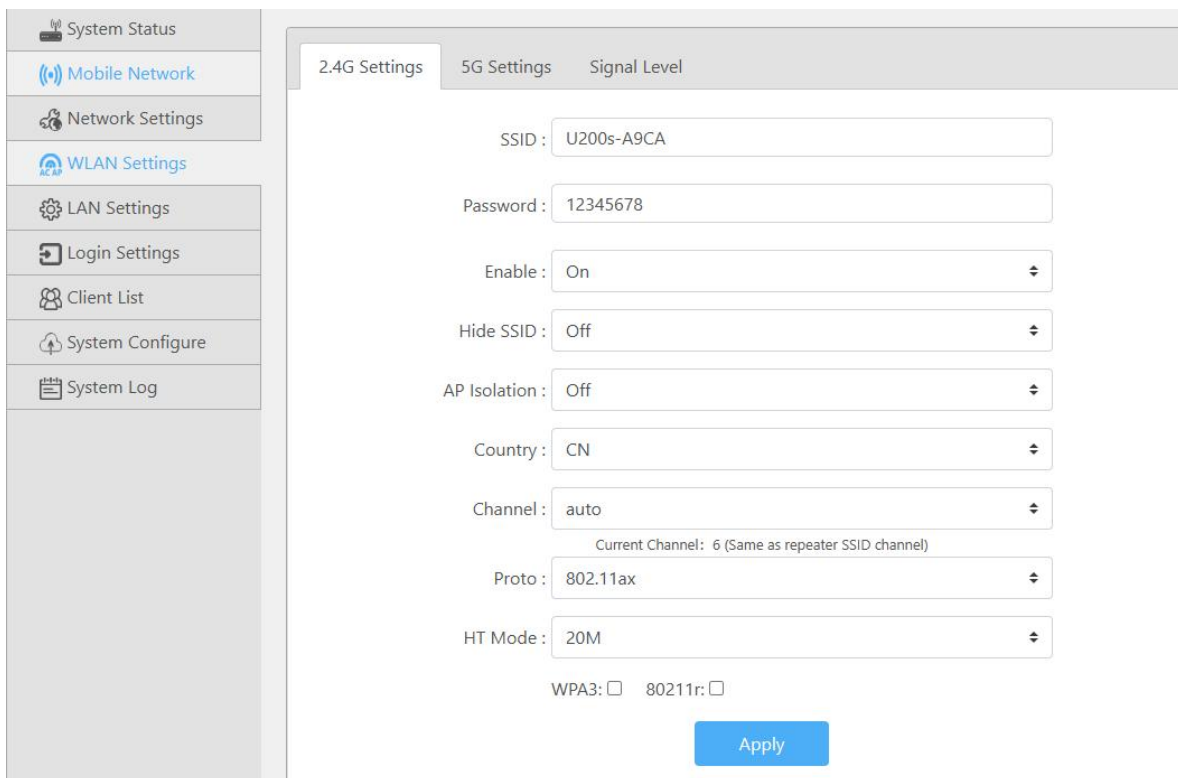 System Status
Mobile Network
Network Settings
WLAN Settings
AC AP
LAN Settings
Login Settings
Client List
System Configure
System Log
2.4G Settings 5G Settings Signal Level
SSID : U200s-A9CA
Password : 12345678
Enable : On
Hide SSID : Off
AP Isolation : Off
Country : CN
Channel : auto
Current Channel：6 (Same as repeater SSID channel)
Proto : 802.11ax
HT Mode : 20M
WPA3: 80211r:
Apply